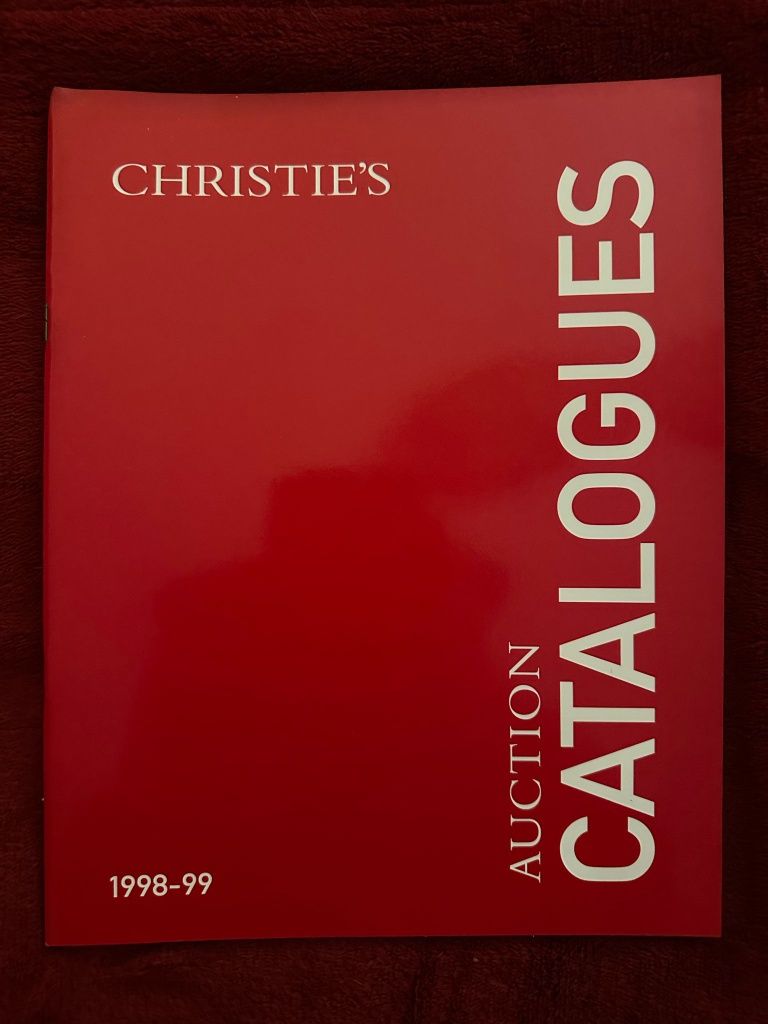 CHRISTIE'S
AUCTION
CATALOGUES
1998-99